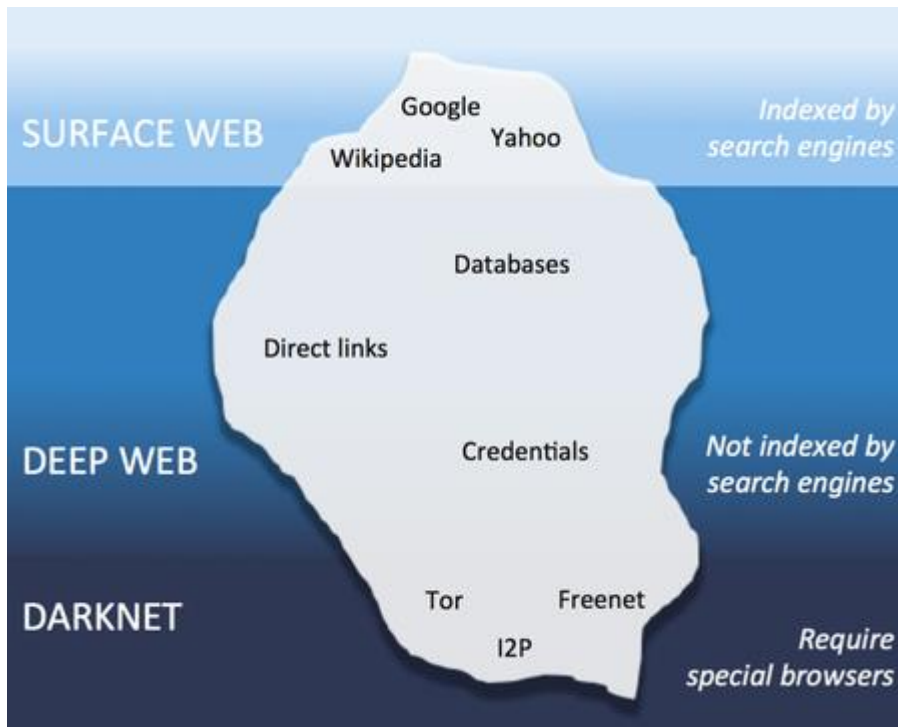 Google
Yahoo
Wikipedia
SURFACE WEB
Indexed by
search engines
Databases
Direct links
Credentials
DEEP WEB
Not indexed by
search engines
Tor
Freenet
I2P
DARKNET
Require
special browsers